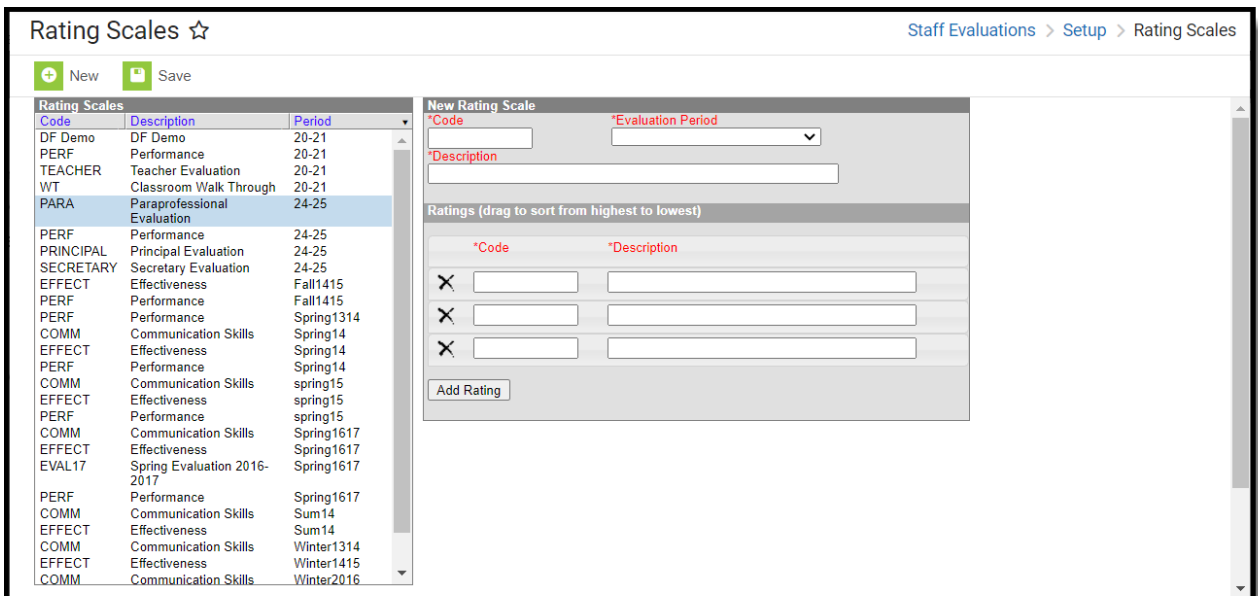 Rating Scales
Staff Evaluations > Setup > Rating Scales
New Save
Rating Scales
Code Description Period
DF Demo DF Demo 20-21
PERF Performance 20-21
TEACHER Teacher Evaluation 20-21
WT Classroom Walk Through 20-21
PARA Paraprofessional 24-25
Evaluation
PERF Performance 24-25
PRINCIPAL Principal Evaluation 24-25
SECRETARY Secretary Evaluation 24-25
EFFECT Effectiveness Fall1415
PERF Performance Fall1415
PERF Performance Spring1314
COMM Communication Skills Spring14
EFFECT Effectiveness Spring14
PERF Performance Spring14
COMM Communication Skills spring15
EFFECT Effectiveness spring15
PERF Performance spring15
COMM Communication Skills Spring1617
EFFECT Effectiveness Spring1617
EVAL17 Spring Evaluation 2016- Spring1617
2017
PERF Performance Spring1617
COMM Communication Skills Sum14
EFFECT Effectiveness Sum14
COMM Communication Skills Winter1314
EFFECT Effectiveness Winter1415
COMM Communication Skills Winter2016
New Rating Scale
*Code *Evaluation Period
*Description
Ratings (drag to sort from highest to lowest)
*Code *Description
Add Rating